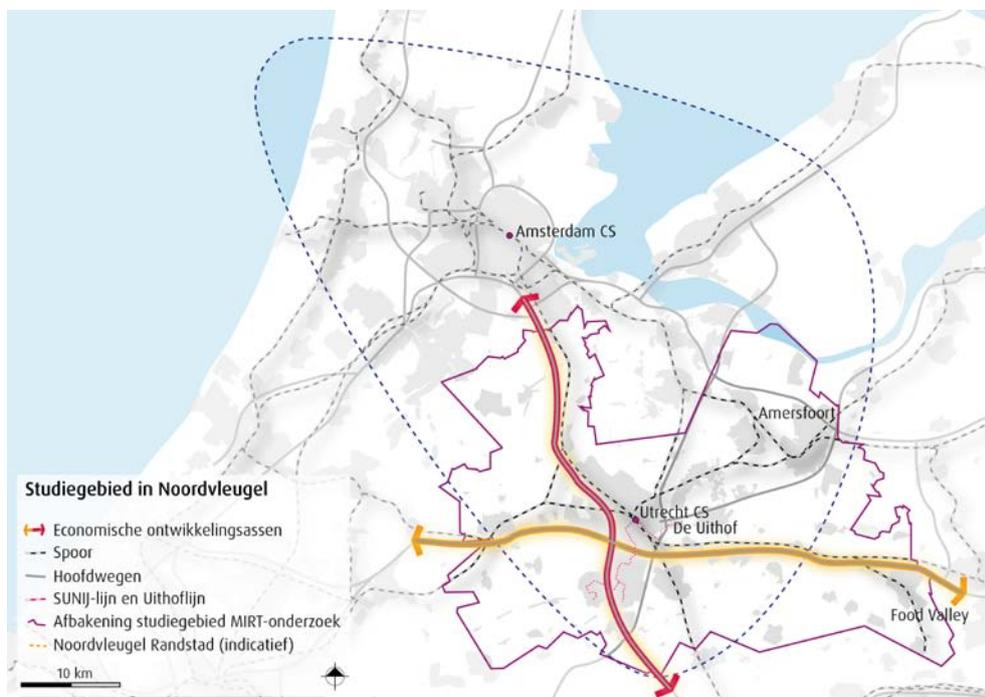 Amsterdam CS
Amersfoort
Utrecht CS
De Uithof
Food Valley
Studiegebied in Noordvleugel
Economische ontwikkelingsassen
Spoor
Hoofdwegen
SUNIJ-lijn en Uithoflijn
Afbakening studiegebied MIRT-onderzoek
Noordvleugel Randstad (indicatief)
10 km